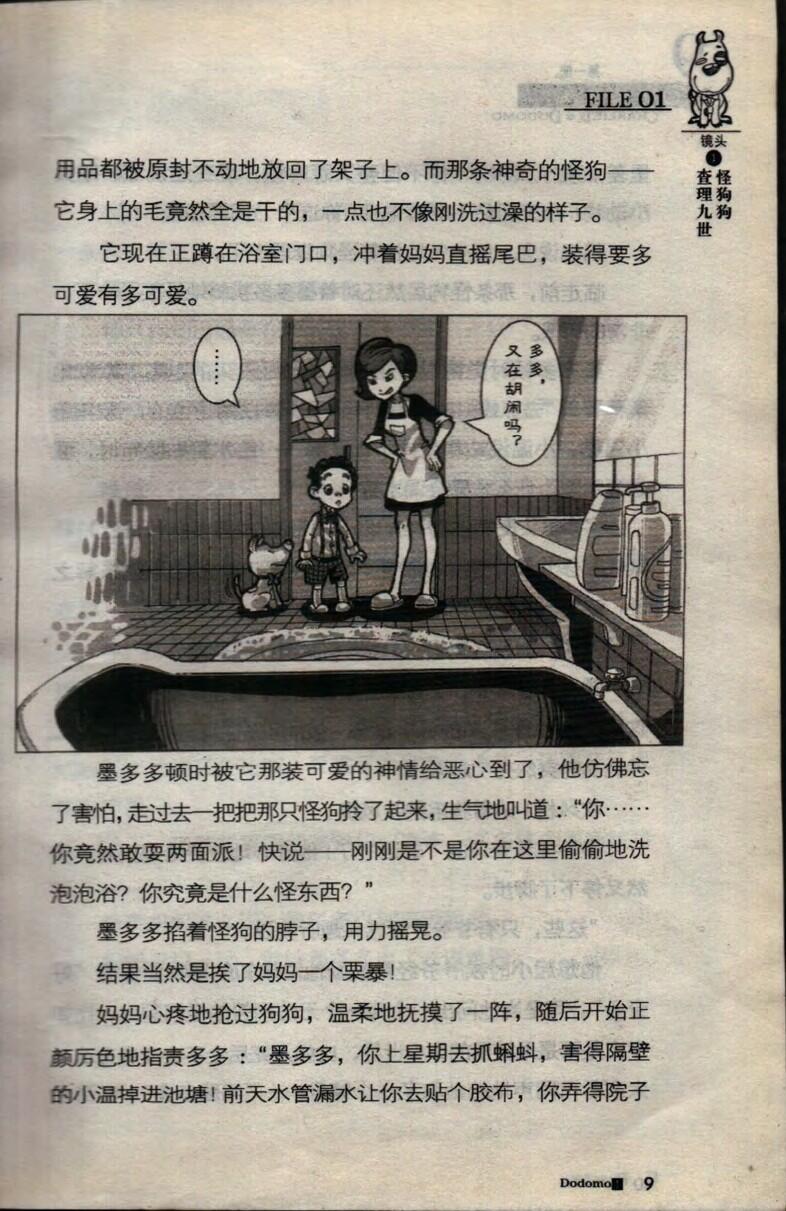 FILE 01
镜头
1
怪狗狗
查理九世
用品都被原封不动地放回了架子上。而那条神奇的怪狗——
它身上的毛竟然全是干的，一点也不像刚洗过澡的样子。
它现在正蹲在浴室门口，冲着妈妈直摇尾巴，装得要多
可爱有多可爱。
……
多多，
又在胡闹吗？
墨多多顿时被它那装可爱的神情给恶心到了，他仿佛忘
了害怕，走过去一把把那只怪狗拎了起来，生气地叫道：“你……
你竟然敢耍两面派！快说——刚刚是不是你在这里偷偷地洗
泡泡浴？你究竟是什么怪东西？”
墨多多掐着怪狗的脖子，用力摇晃。
结果当然是挨了妈妈一个栗暴！
妈妈心疼地抢过狗狗，温柔地抚摸了一阵，随后开始正
颜厉色地指责多多：“墨多多，你上星期去抓蝌蚪，害得隔壁
的小温掉进池塘！前天水管漏水让你去贴个胶布，你弄得院子
Dodomo 9